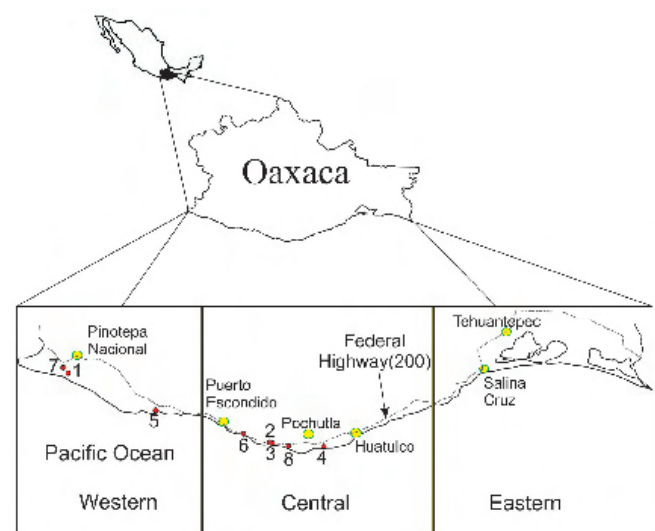 Oaxaca
Pinotepa
Nacional
7
1
5
Pacific Ocean
Western
Puerto
Escondido
Pochutla
Federal
Highway(200)
Huatulco
6
2
3
8
4
Central
Tehuantepec
Salina
Cruz
Eastern